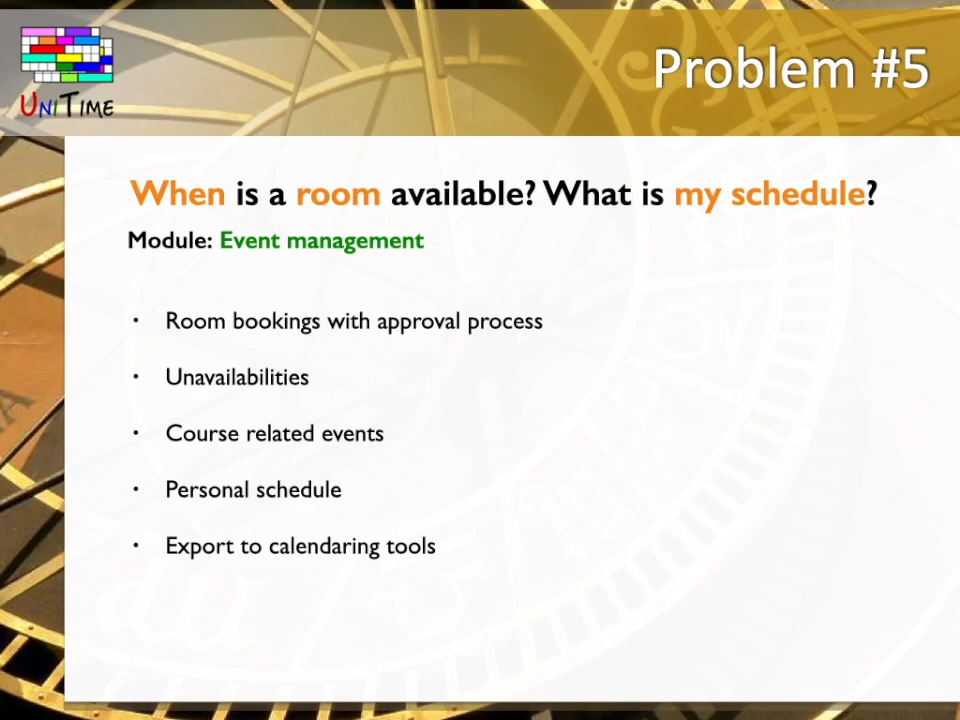 UNITIME
Problem #5
When is a room available? What is my schedule?
Module: Event management
• Room bookings with approval process
• Unavailabilities
• Course related events
• Personal schedule
• Export to calendaring tools